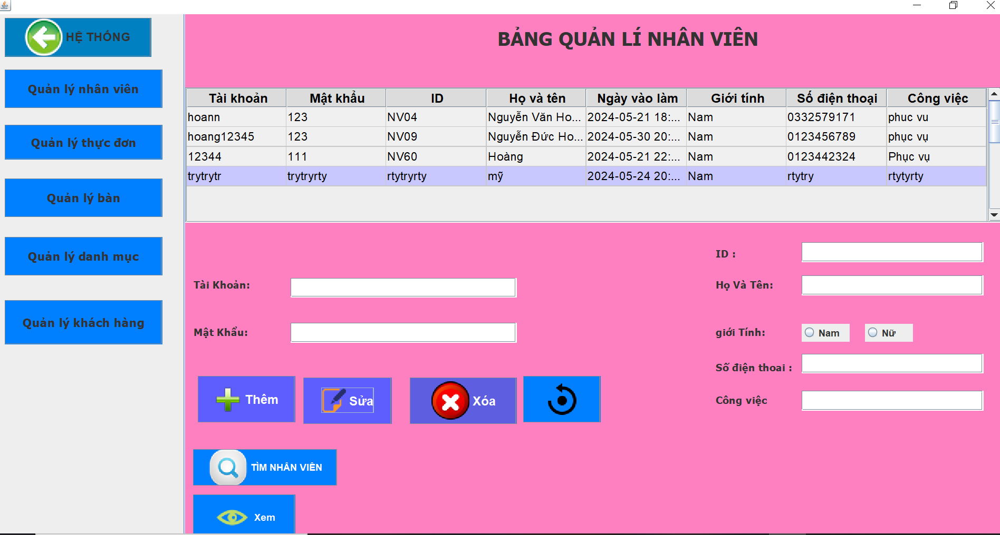 HỆ THỐNG
Quản lý nhân viên
Quản lý thực đơn
Quản lý bàn
Quản lý danh mục
Quản lý khách hàng
BẢNG QUẢN LÍ NHÂN VIÊN
Tài khoản Mật khẩu ID Họ và tên Ngày vào làm Giới tính Số điện thoại Công việc
hoann 123 NV04 Nguyễn Văn Ho... 2024-05-21 18:... Nam 0332579171 phuc vu
hoang12345 123 NV09 Nguyễn Đức Ho... 2024-05-30 20:... Nam 0123456789 phục vụ
12344 111 NV60 Hoàng 2024-05-21 22:... Nam 0123442324 Phục vụ
trytrytr trytryrty rtytryrty mỹ 2024-05-24 20:... Nam rtytry rtytyrty
Tài Khoản:
Mật Khẩu:
ID :
Họ Và Tên:
giới Tính: Nam Nữ
Số điện thoai :
Công việc
Thêm Sửa Xóa
TÌM NHÂN VIÊN
Xem